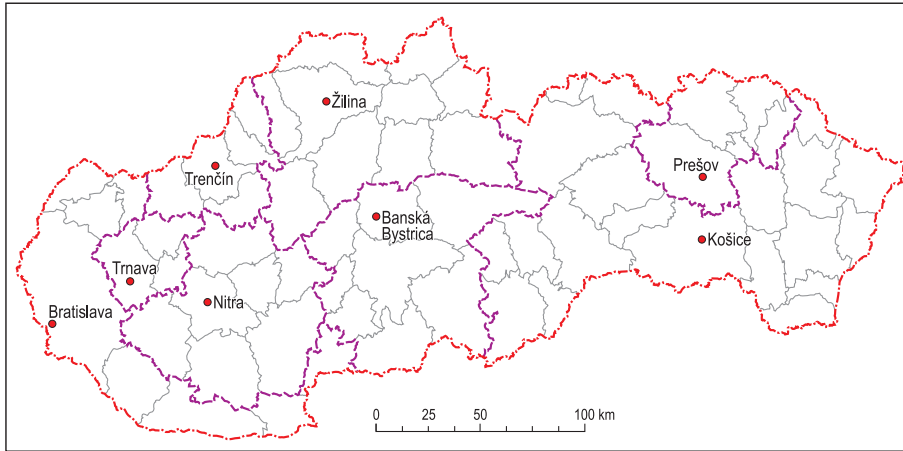 Žilina
Trenčín
Prešov
Banská
Bystrica
Košice
Trnava
Nitra
Bratislava
0 25 50 100 km